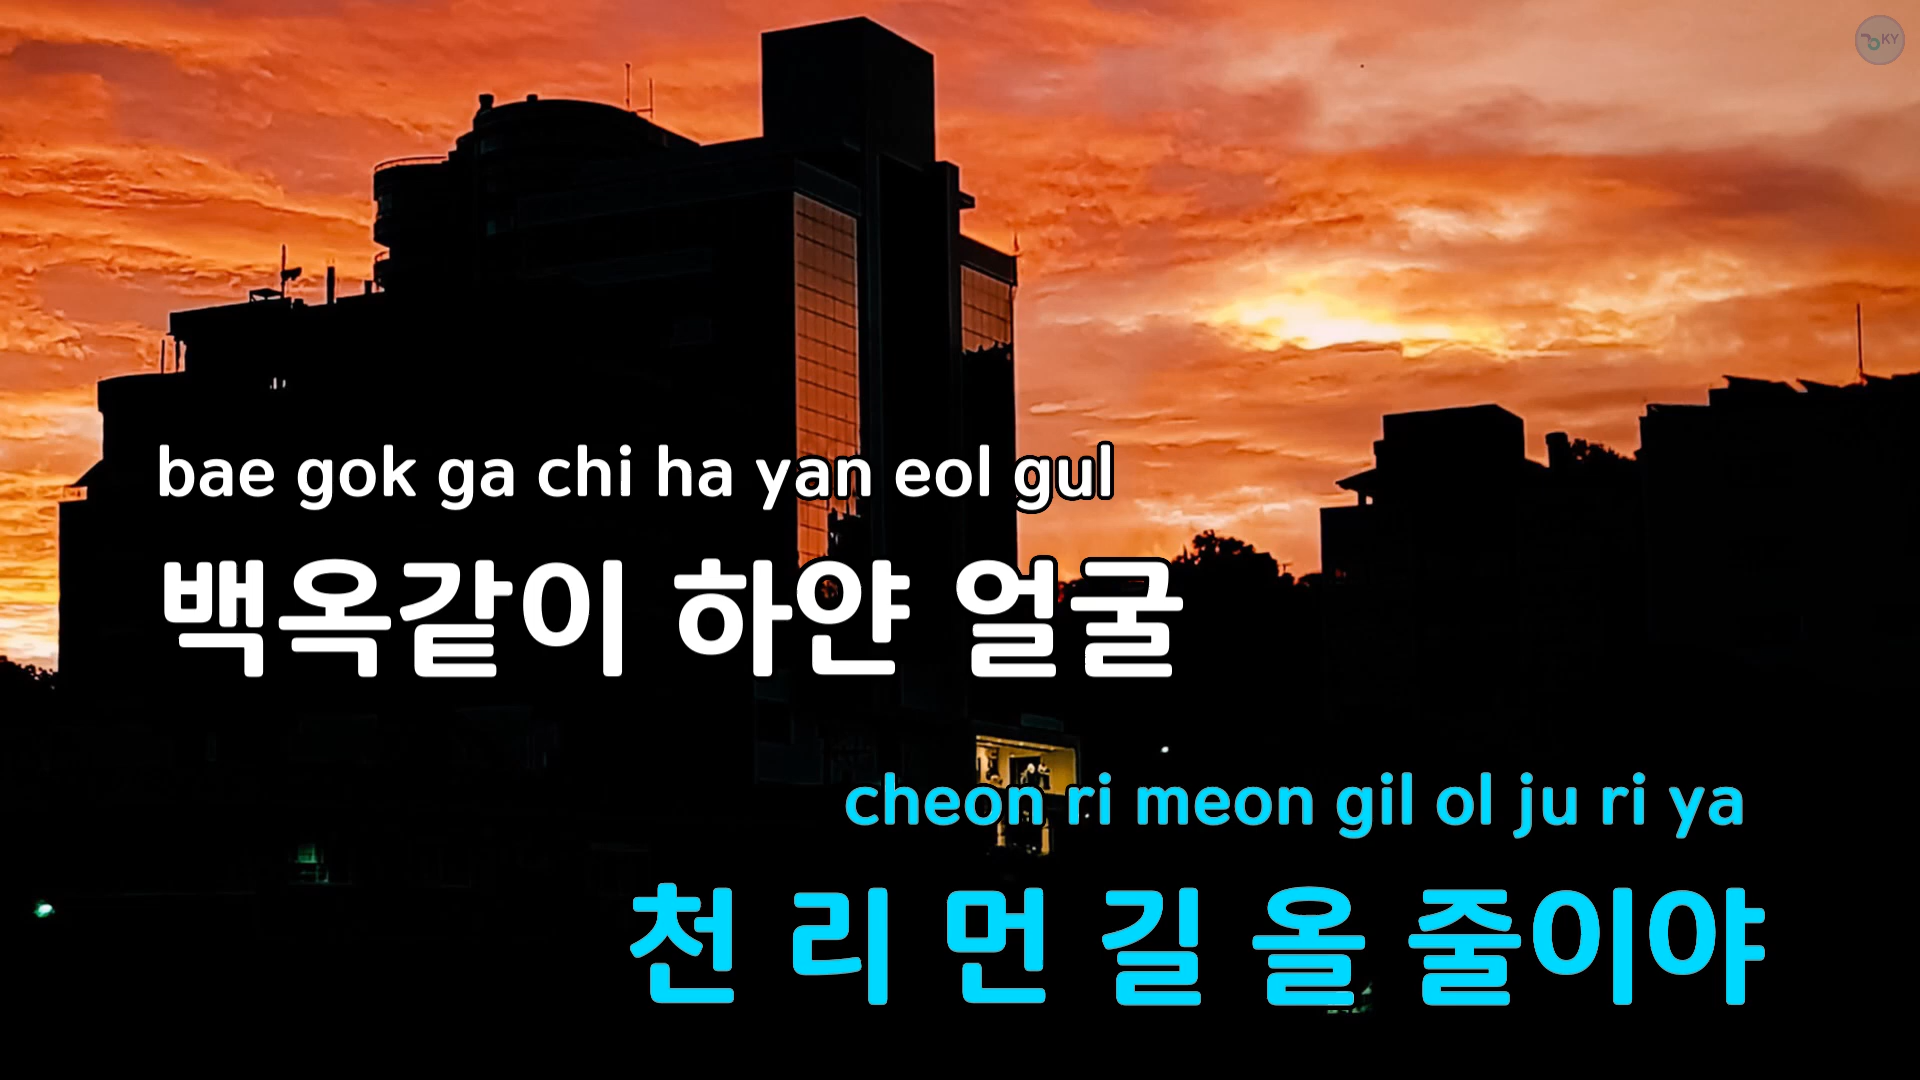 KY
bae gok ga chi ha yan eol gul
백옥같이 하얀 얼굴
cheon ri meon gil ol ju ri ya
천 리 먼 길 올 줄이야